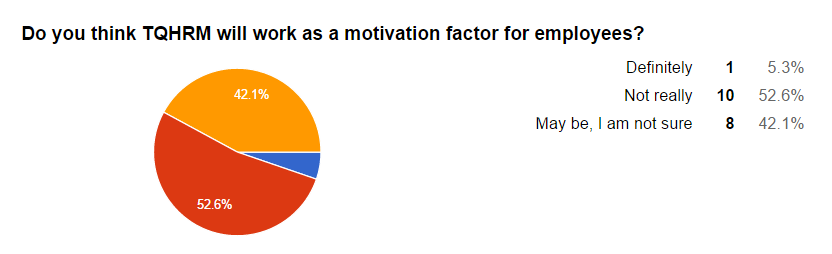 Do you think TQHRM will work as a motivation factor for employees?
42.1%
52.6%
Definitely 1 5.3%
Not really 10 52.6%
May be, I am not sure 8 42.1%